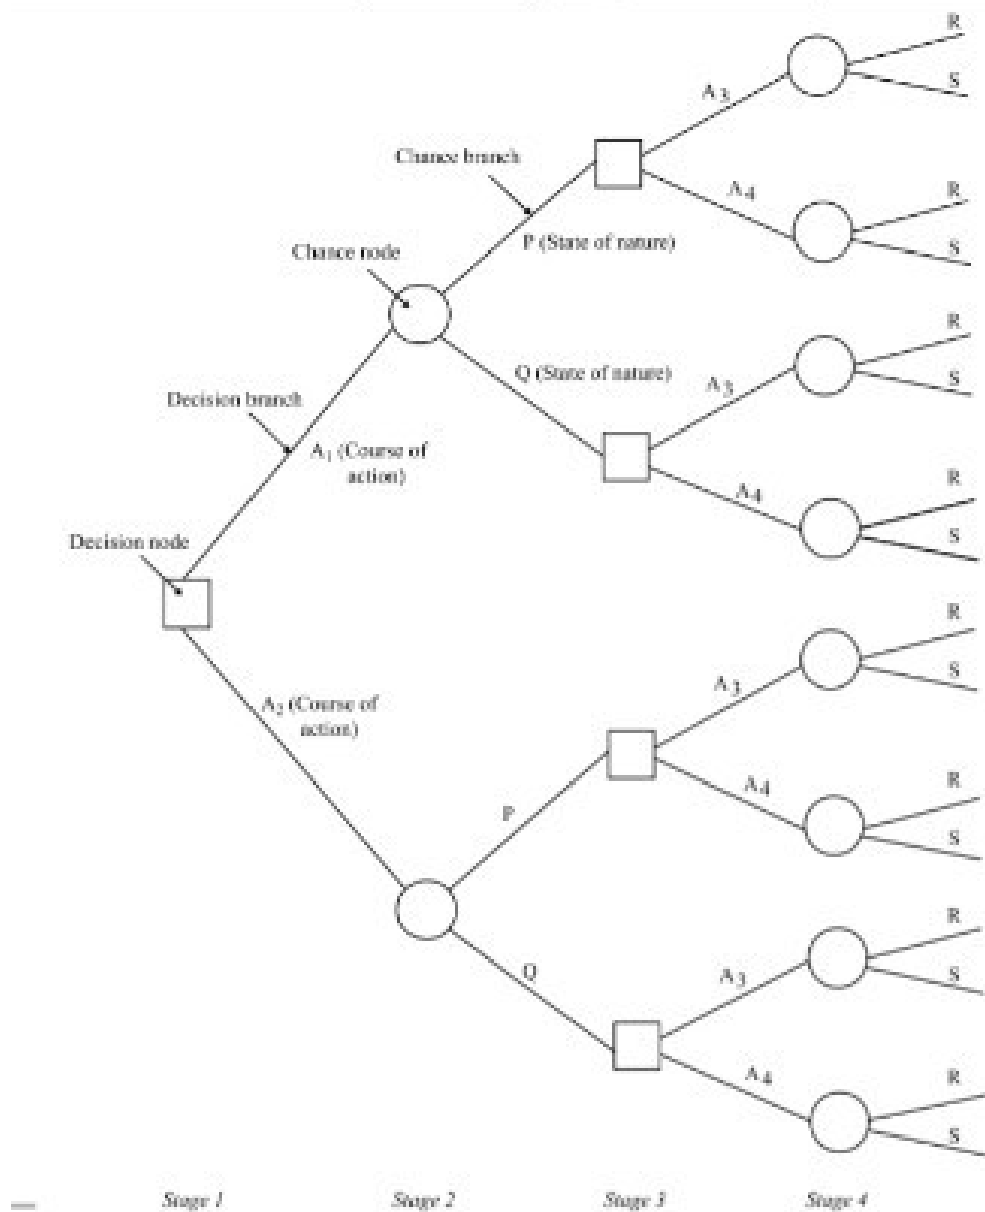 R
A3
S
Chance branch
A4
R
P (State of nature)
S
Chance node
R
Q (State of nature)
A3
S
Decision branch
A1 (Course of
action)
A4
R
S
Decision node
R
A3
S
A2 (Course of
action)
R
A4
P
S
R
Q
A3
S
A4
R
S
Stage 1
Stage 2
Stage 3
Stage 4